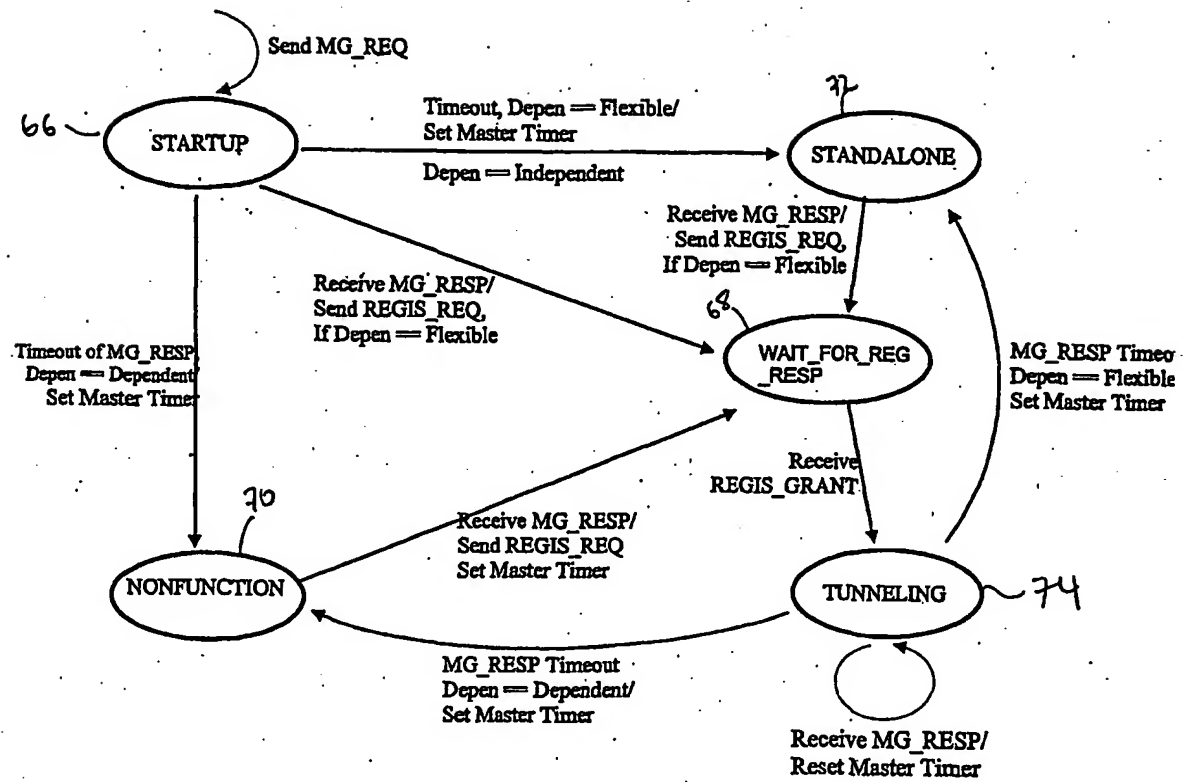 Send MG_REQ
66
STARTUP
Timeout, Depen == Flexible/
Set Master Timer
Depen == Independent
72
STANDALONE
Receive MG_RESP/
Send REGIS_REQ,
If Depen == Flexible
Receive MG_RESP/
Send REGIS_REQ,
If Depen == Flexible
68
WAIT_FOR_REG
_RESP
Timeout of MG_RESP
Depen == Dependent/
Set Master Timer
MG_RESP Timeo
Depen == Flexible
Set Master Timer
Receive
REGIS_GRANT
70
NONFUNCTION
Receive MG_RESP/
Send REGIS_REQ
Set Master Timer
TUNNELING
74
MG_RESP Timeout
Depen == Dependent/
Set Master Timer
Receive MG_RESP/
Reset Master Timer